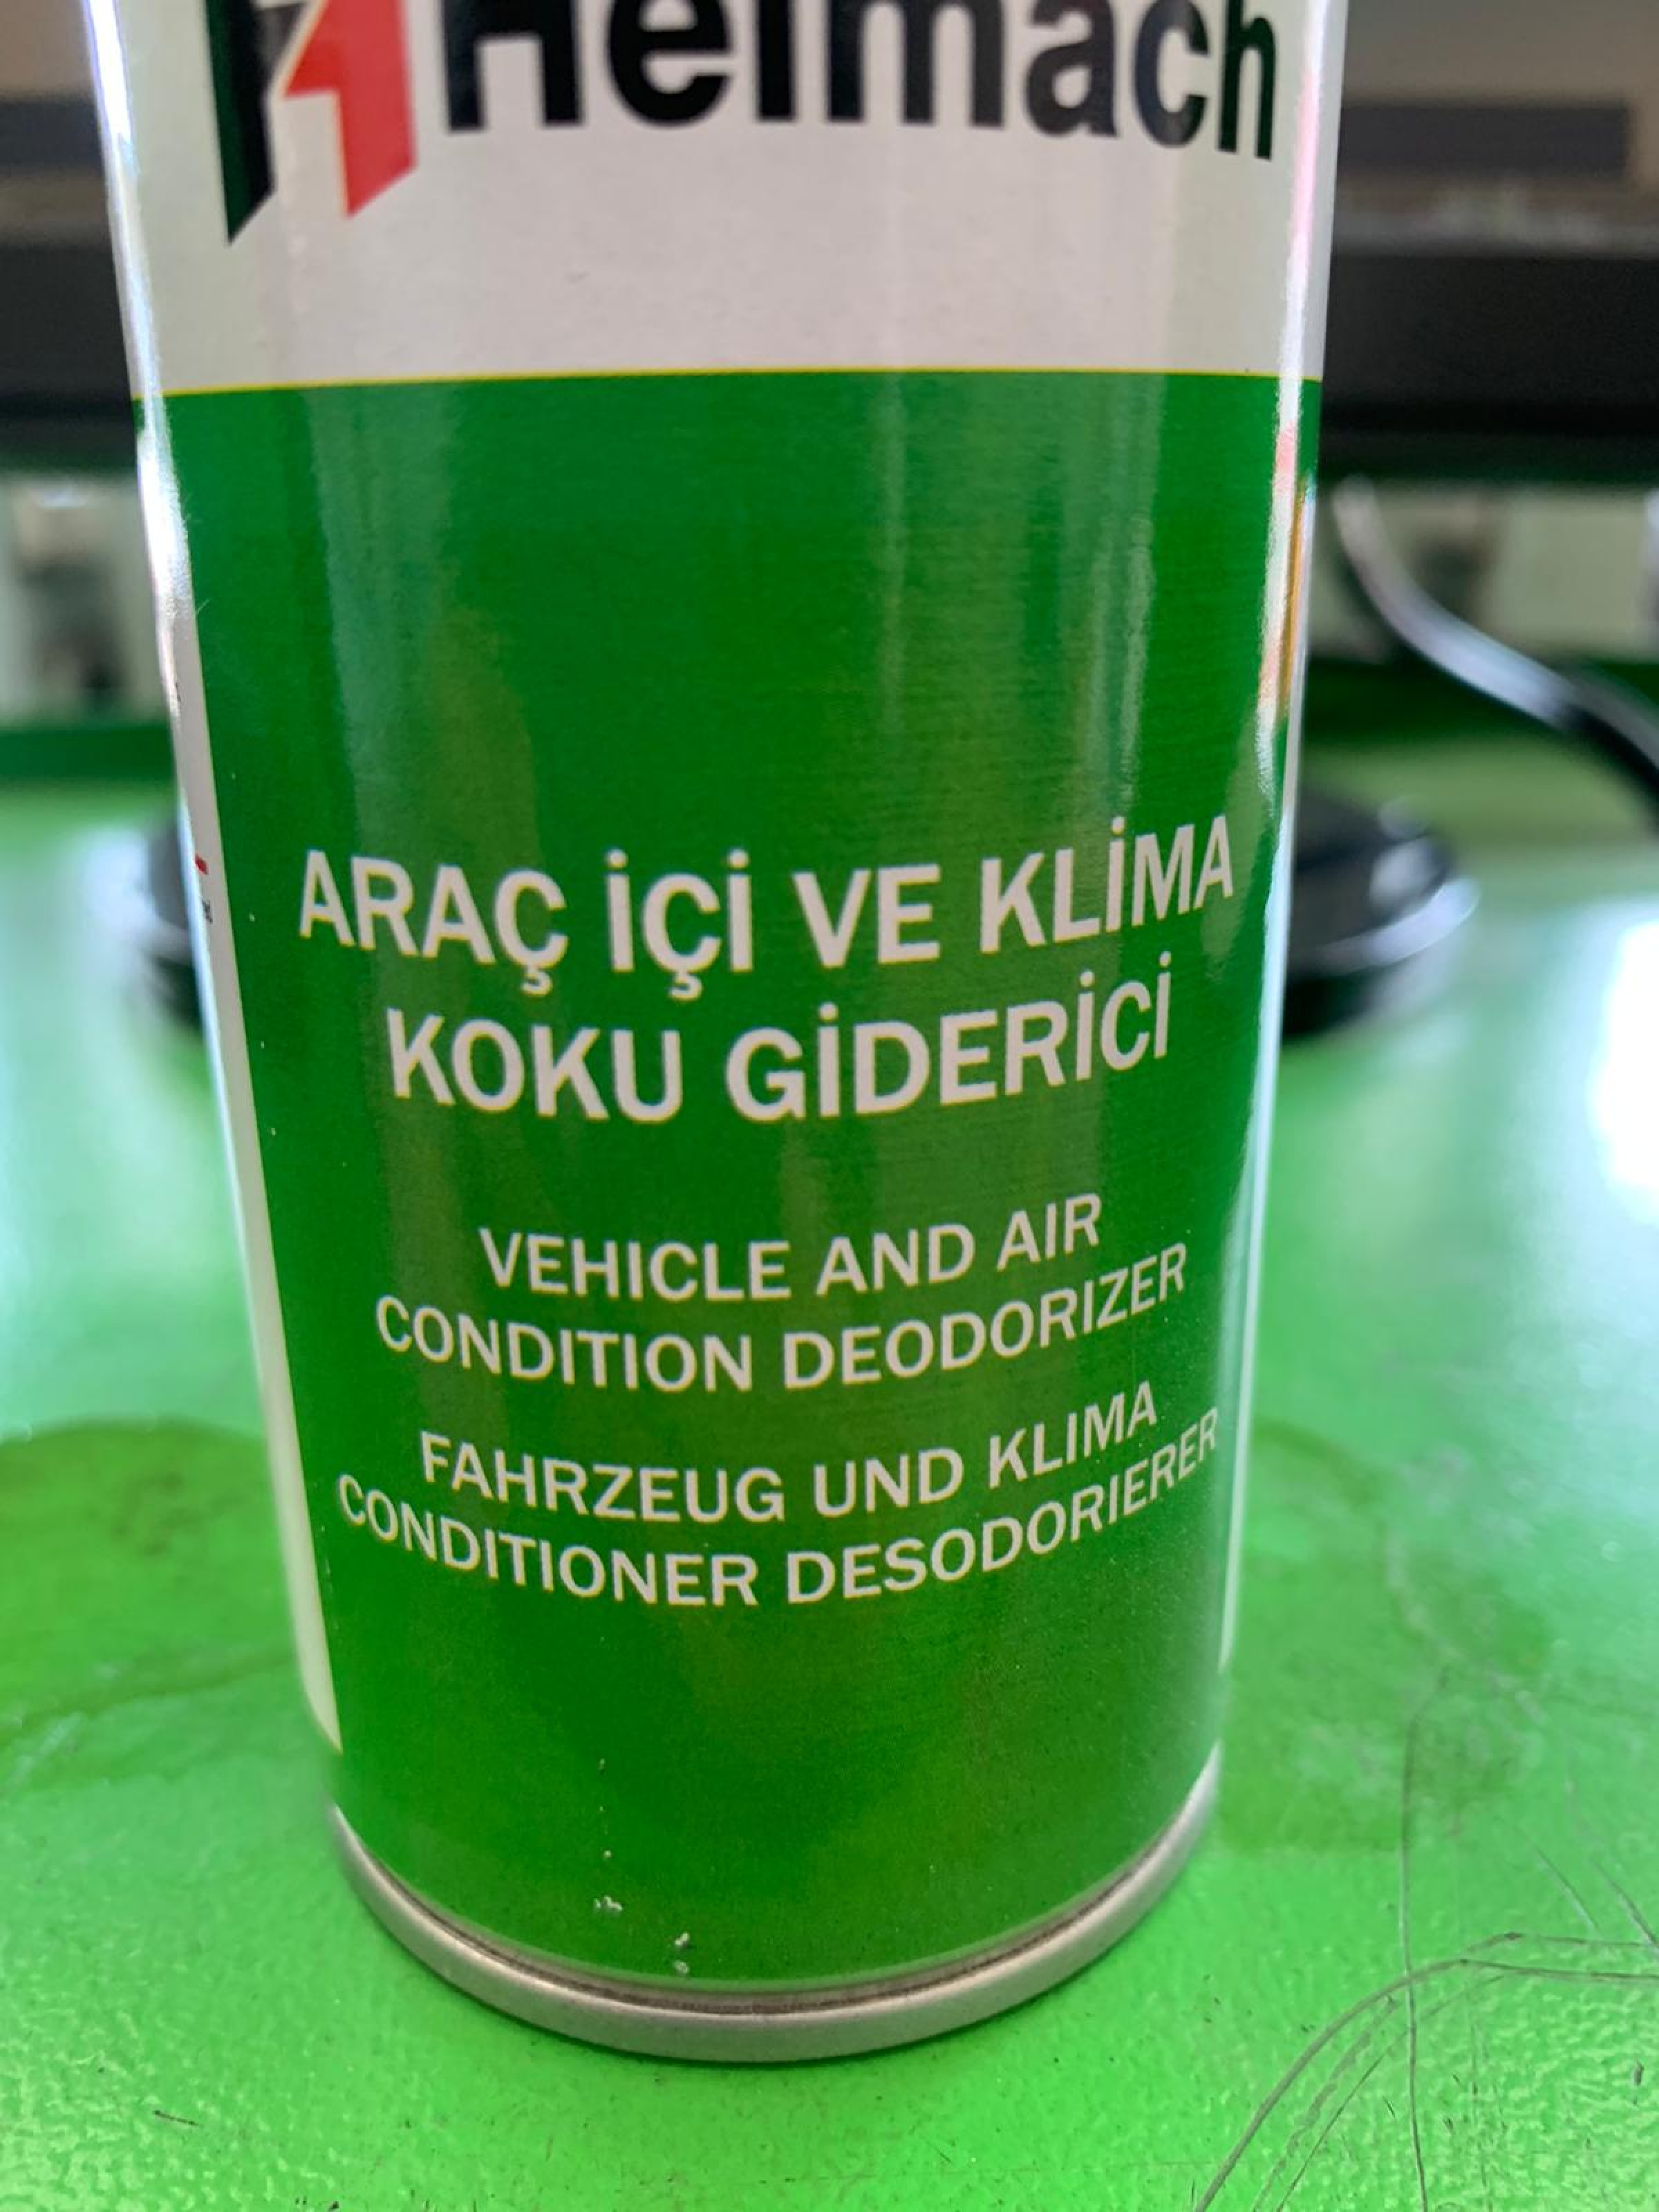 Helmach
ARAÇ İÇİ VE KLİMA
KOKU GİDERİCİ
VEHICLE AND AIR
CONDITION DEODORIZER
FAHRZEUG UND KLIMA
CONDITIONER DESODORIERER